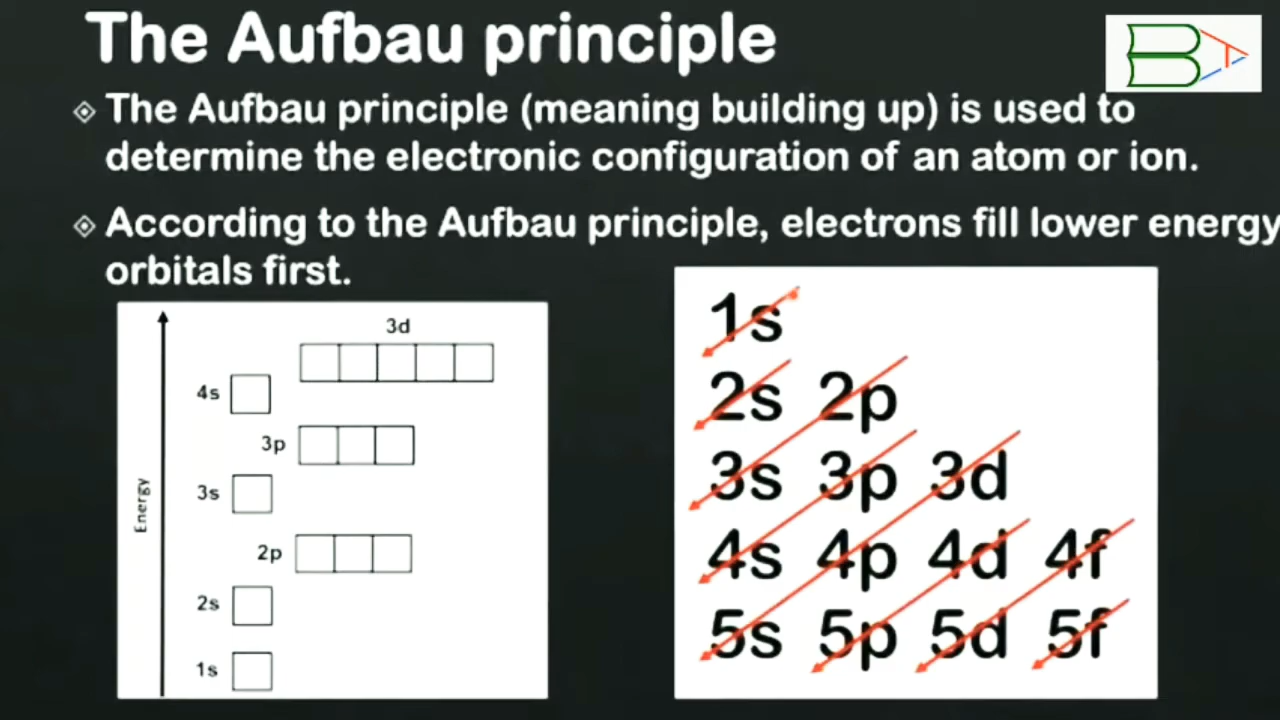 The Aufbau principle
The Aufbau principle (meaning building up) is used to
determine the electronic configuration of an atom or ion.
According to the Aufbau principle, electrons fill lower energy
orbitals first.
3d
4s
3p
3s
2p
2s
1s
Energy
1s
2s 2p
3s 3p 3d
4s 4p 4d 4f
5s 5p 5d 5f